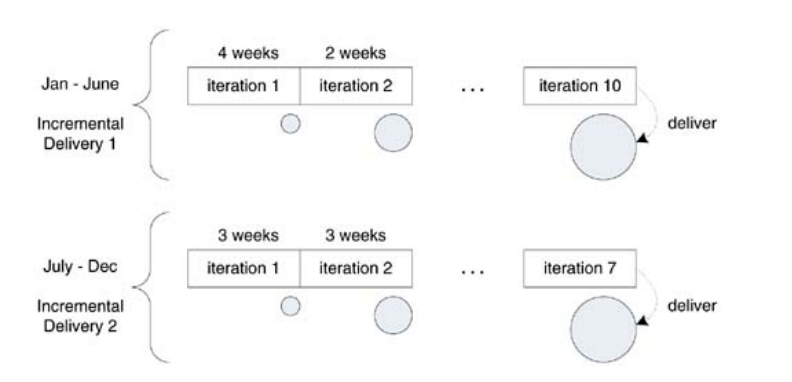 4 weeks 2 weeks
Jan - June
iteration 1 iteration 2 ... iteration 10
Incremental
Delivery 1
deliver
3 weeks 3 weeks
July - Dec
iteration 1 iteration 2 ... iteration 7
Incremental
Delivery 2
deliver